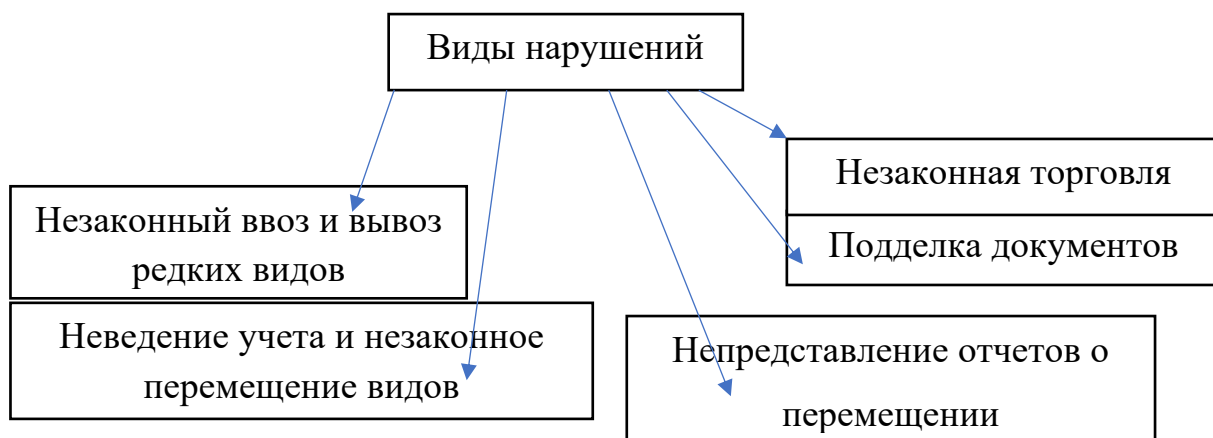 Виды нарушений
Незаконная торговля
Незаконный ввоз и вывоз
редких видов
Подделка документов
Неведение учета и незаконное
перемещение видов
Непредставление отчетов о
перемещении